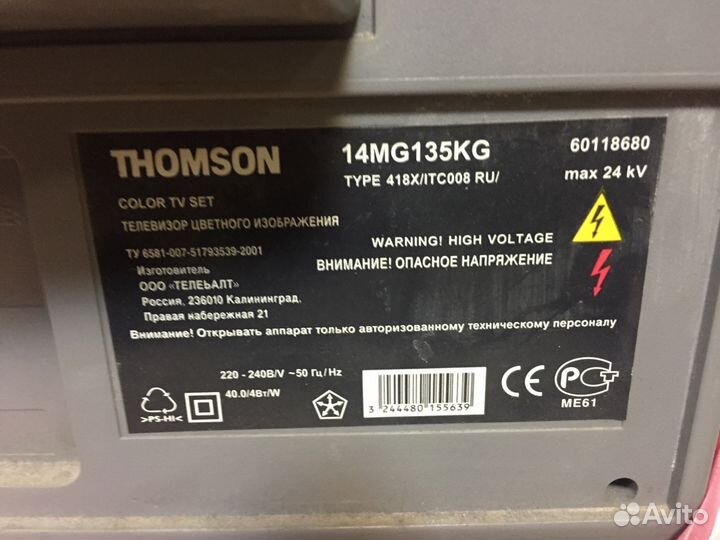 THOMSON
14MG135KG
60118680
TYPE 418X/ITC008 RU/
max 24 kV
COLOR TV SET
ТЕЛЕВИЗОР ЦВЕТНОГО ИЗОБРАЖЕНИЯ
WARNING! HIGH VOLTAGE
ВНИМАНИЕ! ОПАСНОЕ НАПРЯЖЕНИЕ
ТУ 6581-007-51793539-2001
Изготовитель
ООО "ТЕЛЕБАЛТ"
Россия, 236010 Калининград,
Правая набережная 21
Внимание! Открывать аппарат только авторизованному техническому персоналу
220 - 240В/V ~50 Гц/Hz
40.0/4Вт/W
>PS-HI<
3 244480 155639
CE
РСТ
ME61
Avito